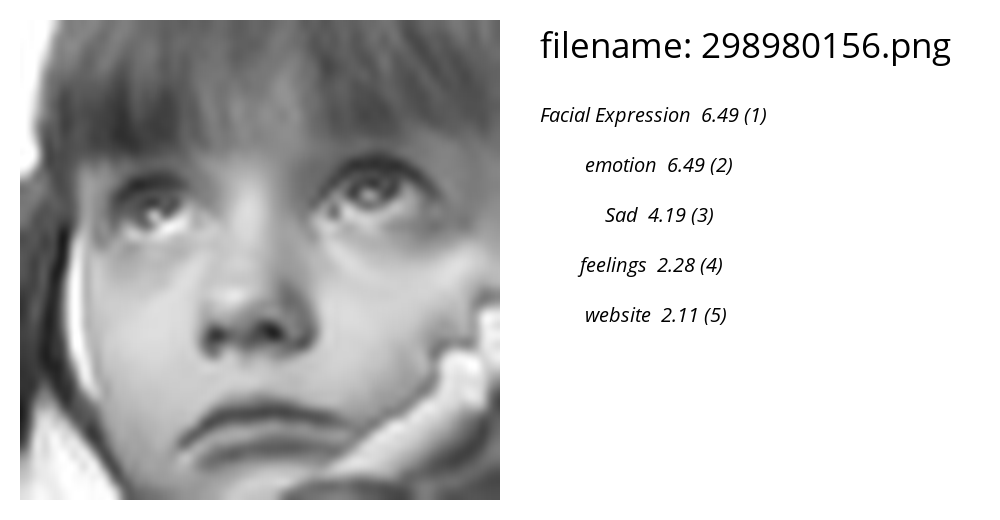 filename: 298980156.png
Facial Expression 6.49 (1)
emotion 6.49 (2)
Sad 4.19 (3)
feelings 2.28 (4)
website 2.11 (5)